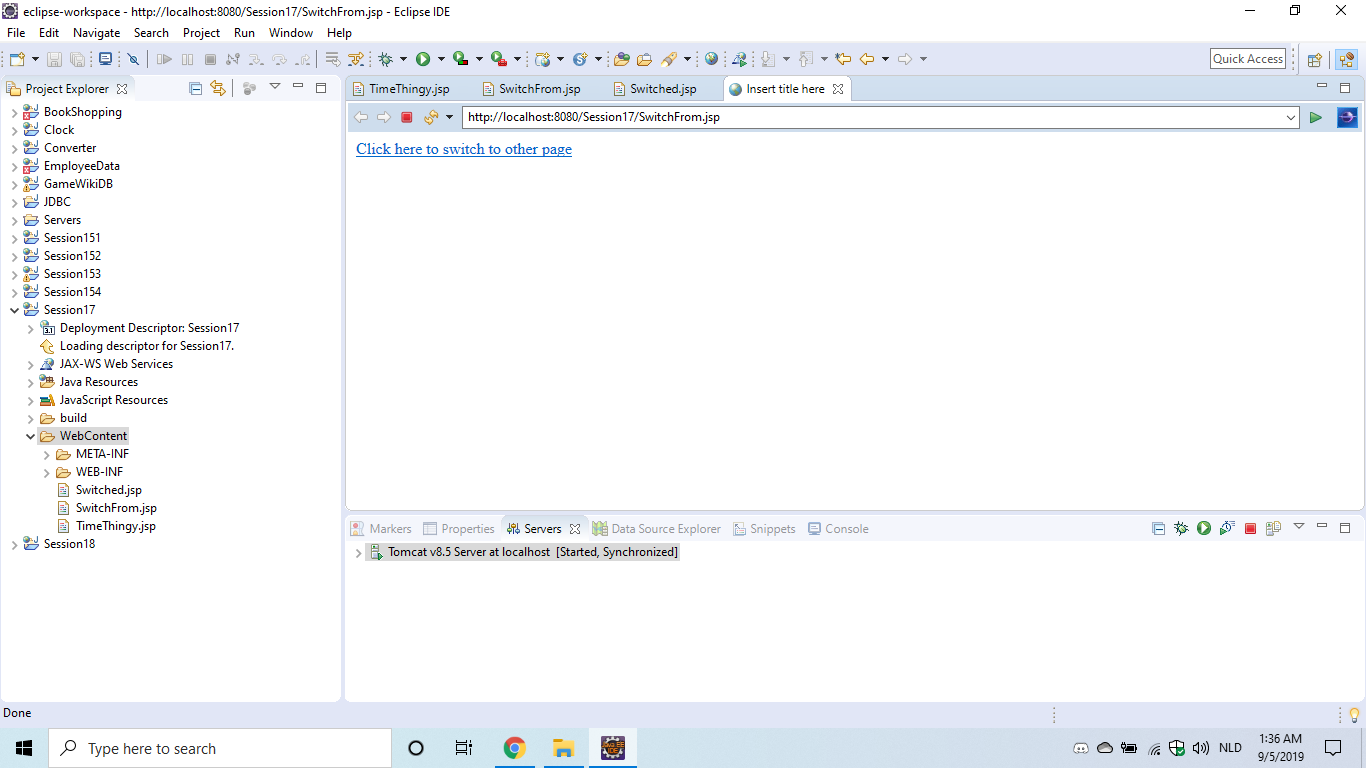 eclipse-workspace - http://localhost:8080/Session17/SwitchFrom.jsp - Eclipse IDE
File Edit Navigate Search Project Run Window Help
Quick Access
Project Explorer
BookShopping
Clock
Converter
EmployeeData
GameWikiDB
JDBC
Servers
Session151
Session152
Session153
Session154
Session17
Deployment Descriptor: Session17
Loading descriptor for Session17.
JAX-WS Web Services
Java Resources
JavaScript Resources
build
WebContent
META-INF
WEB-INF
Switched.jsp
SwitchFrom.jsp
TimeThingy.jsp
Session18
TimeThingy.jsp SwitchFrom.jsp Switched.jsp Insert title here
http://localhost:8080/Session17/SwitchFrom.jsp
Click here to switch to other page
Markers Properties Servers Data Source Explorer Snippets Console
Tomcat v8.5 Server at localhost [Started, Synchronized]
Done
Type here to search
NLD
1:36 AM
9/5/2019